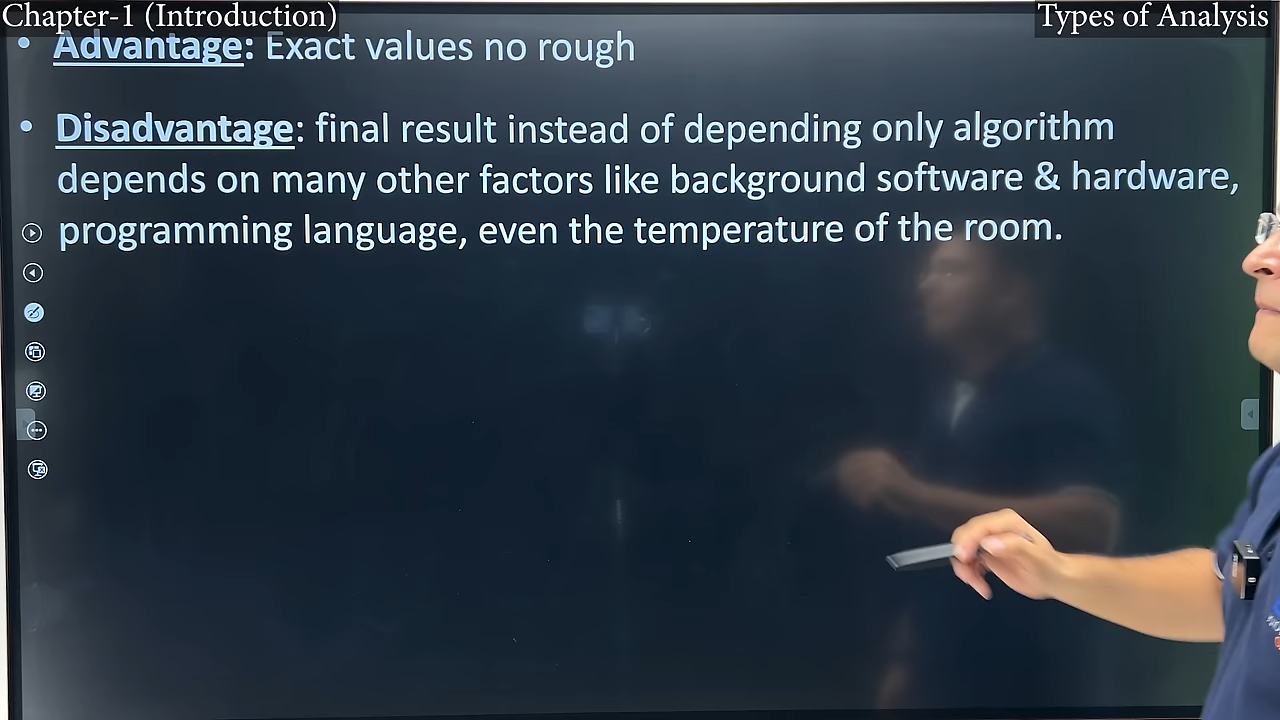 Chapter-1 (Introduction)
Types of Analysis
• Advantage: Exact values no rough
• Disadvantage: final result instead of depending only algorithm
depends on many other factors like background software & hardware,
programming language, even the temperature of the room.